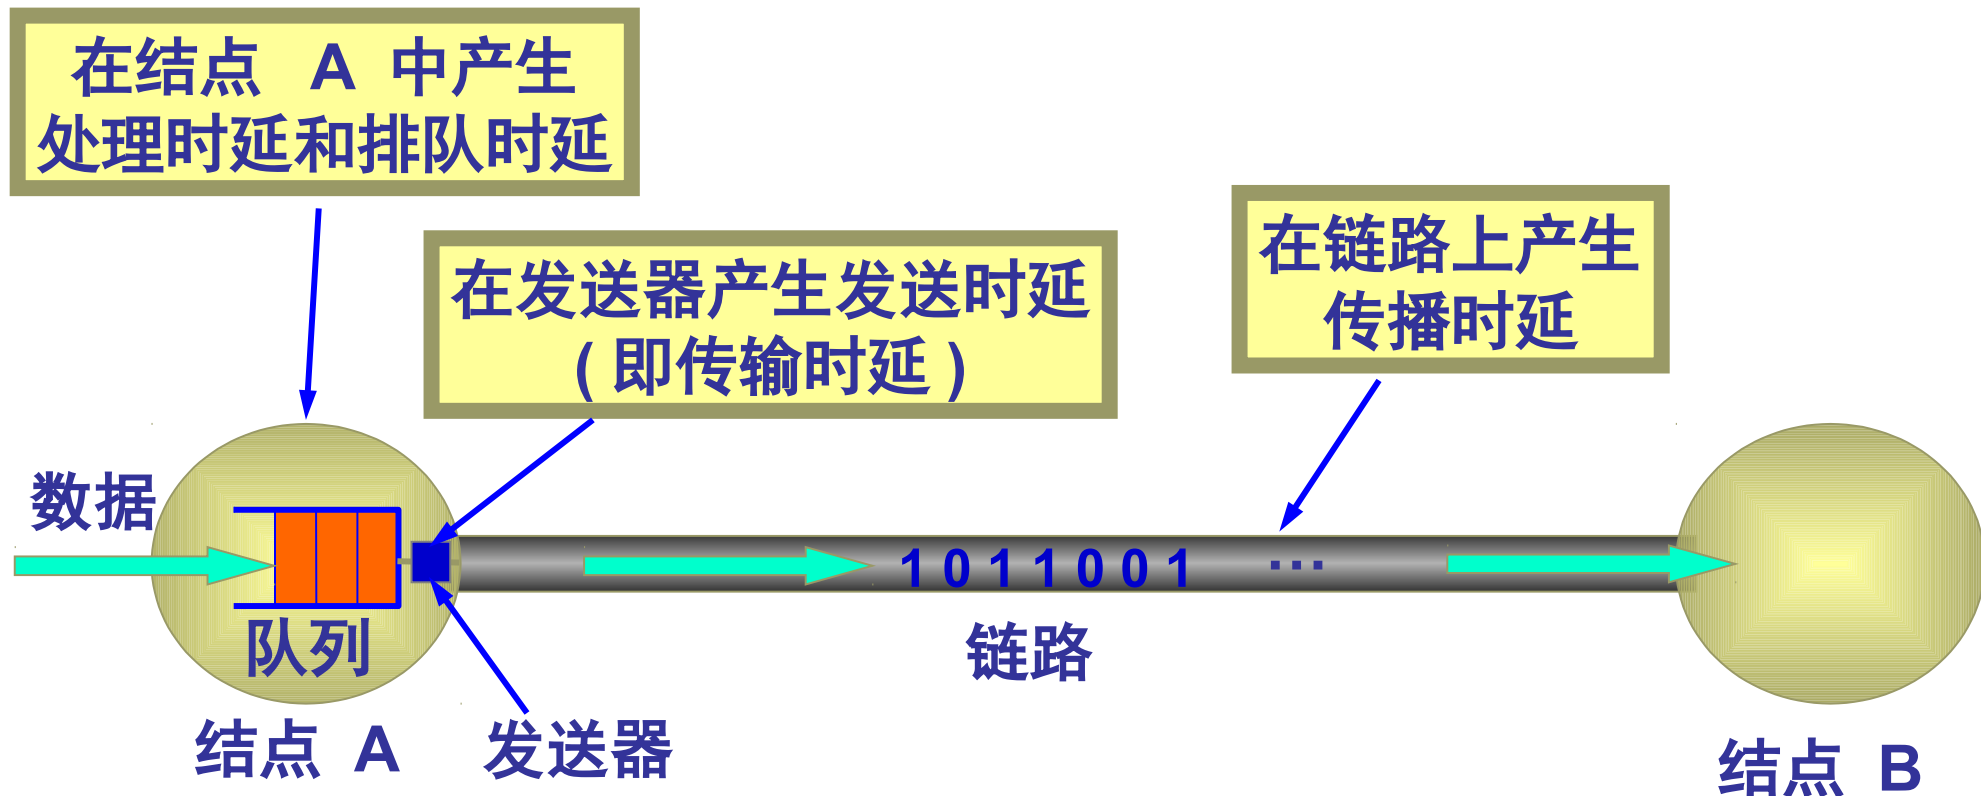 在结点 A 中产生
处理时延和排队时延
在发送器产生发送时延
(即传输时延)
在链路上产生
传播时延
数据
1 0 1 1 0 0 1 …
队列
链路
结点 A
发送器
结点 B